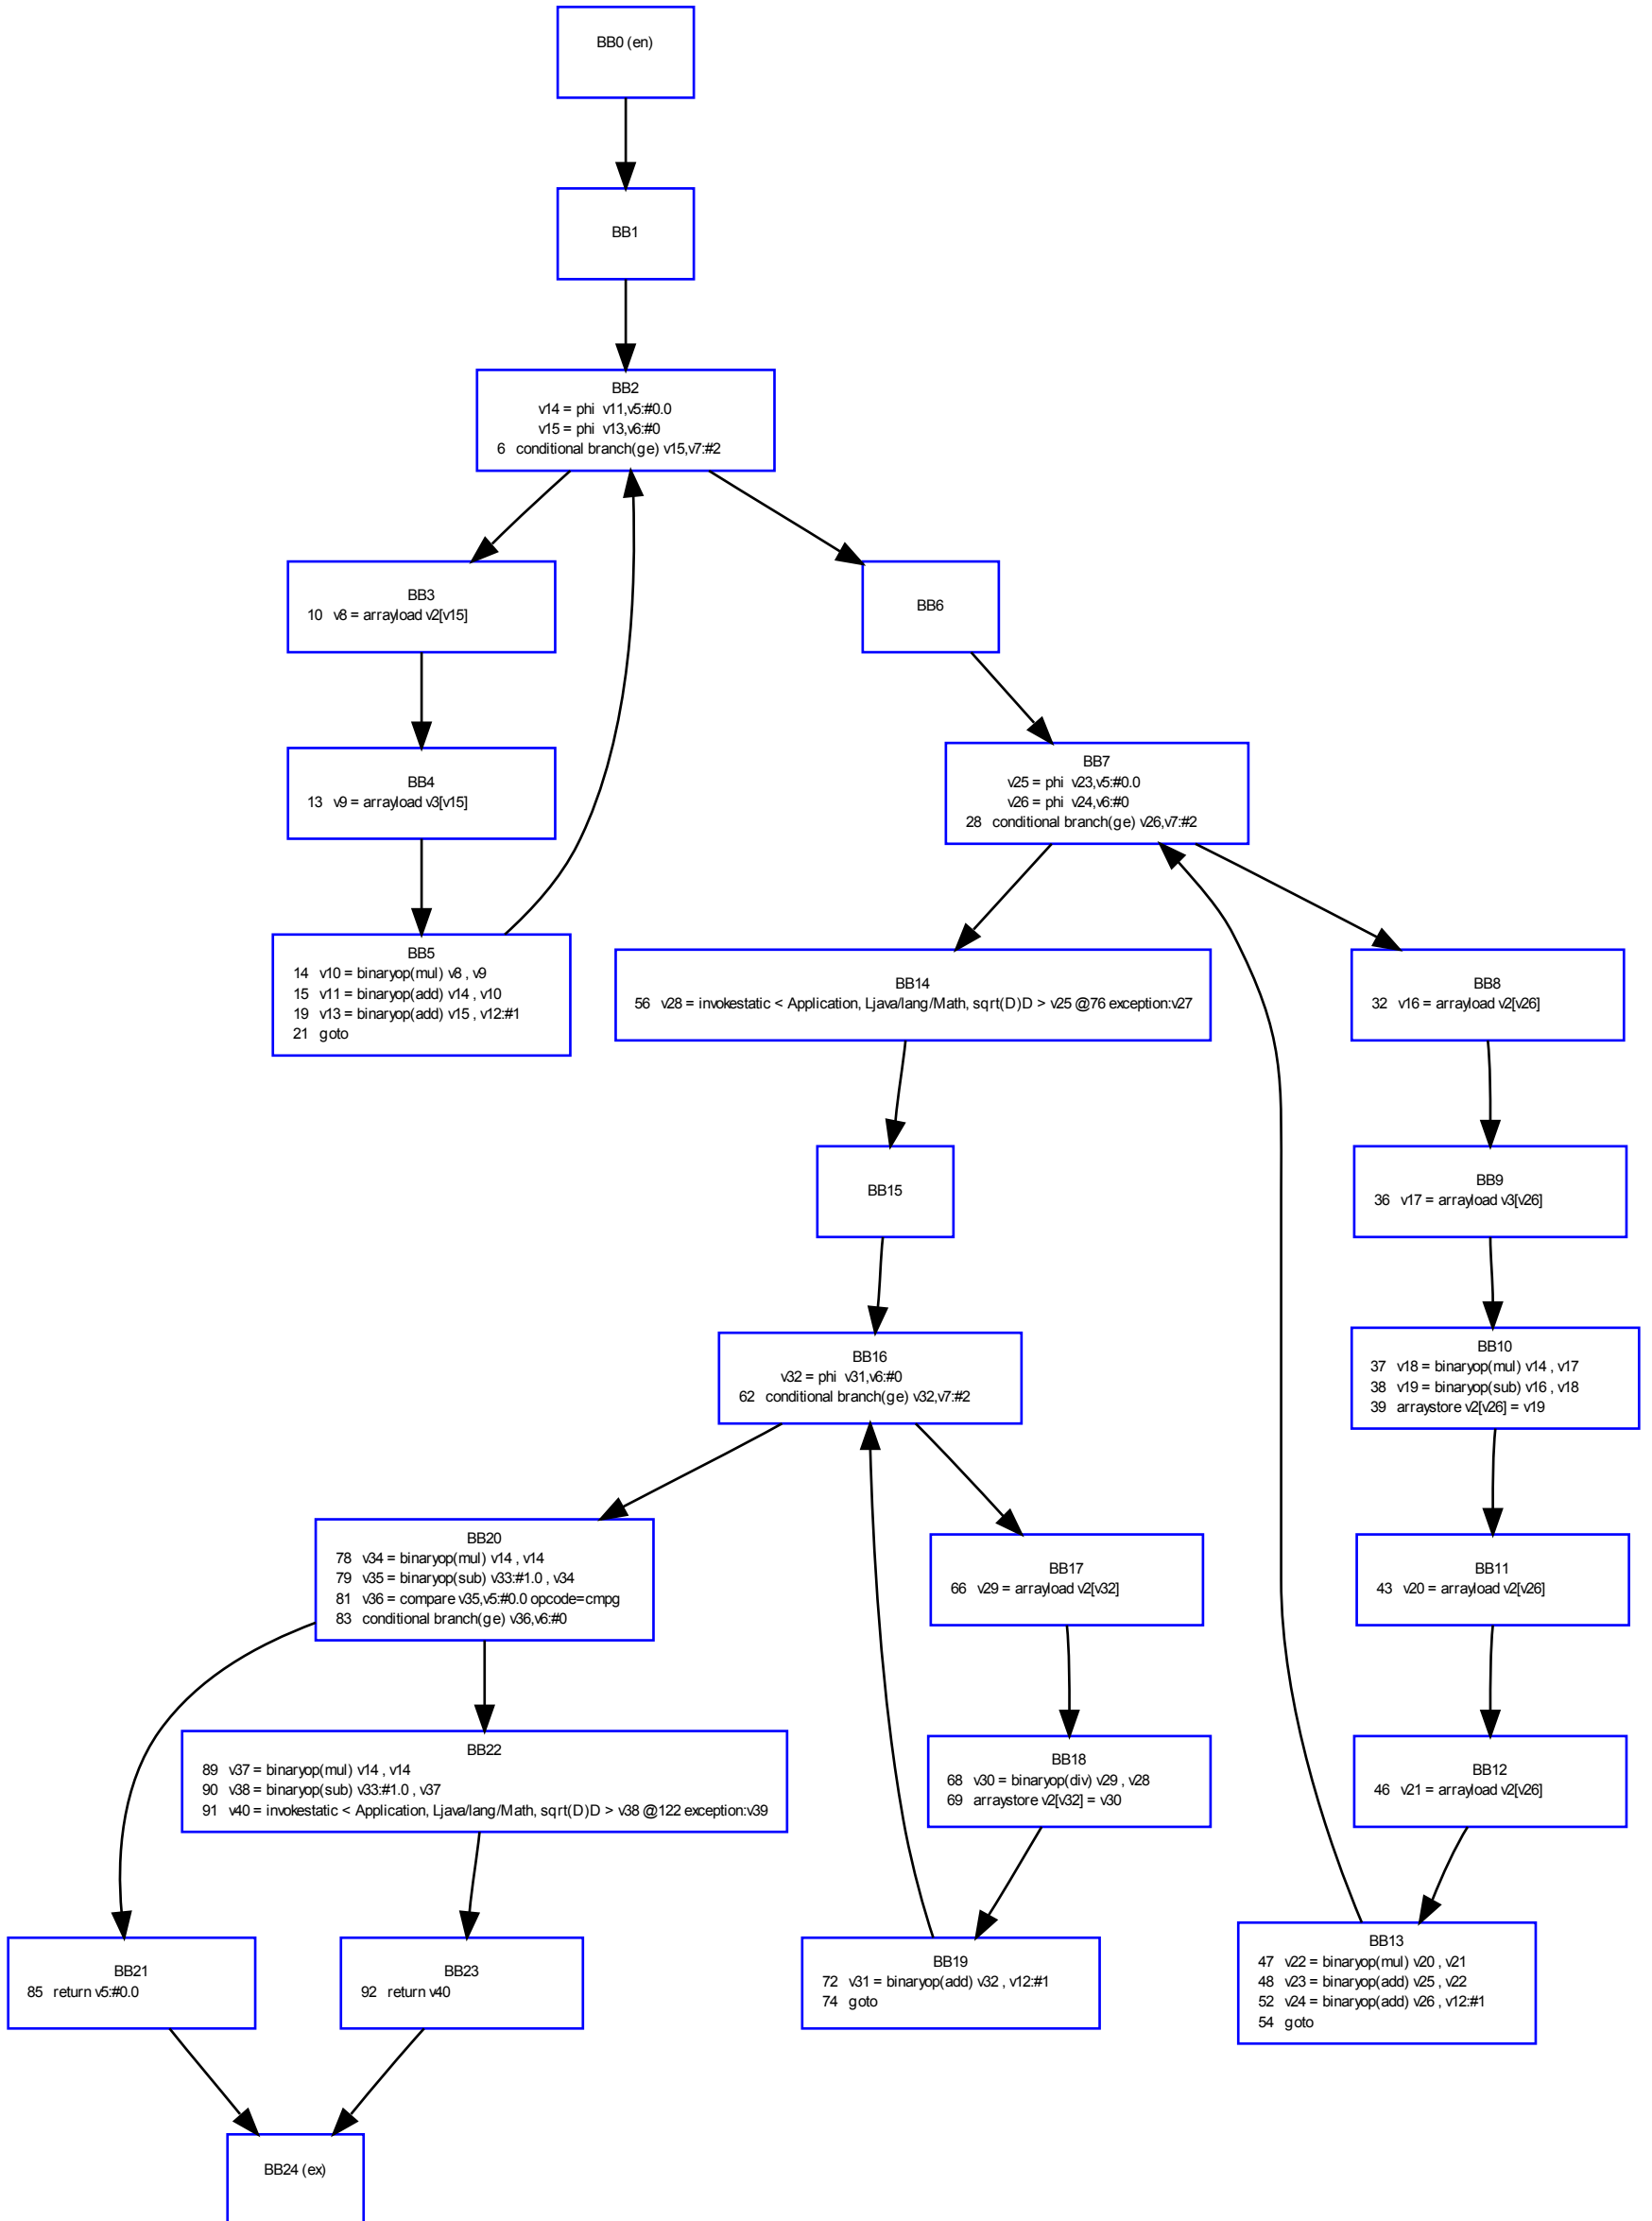 BB0 (en)
BB1
BB2
v14 = phi v11,v5:#0.0
v15 = phi v13,v6:#0
6 conditional branch(ge) v15,v7:#2
BB3
10 v8 = arrayload v2[v15]
BB6
BB4
13 v9 = arrayload v3[v15]
BB7
v25 = phi v23,v5:#0.0
v26 = phi v24,v6:#0
28 conditional branch(ge) v26,v7:#2
BB5
14 v10 = binaryop(mul) v8 , v9
15 v11 = binaryop(add) v14 , v10
19 v13 = binaryop(add) v15 , v12:#1
21 goto
BB14
56 v28 = invokestatic < Application, Ljava/lang/Math, sqrt(D)D > v25 @76 exception:v27
BB8
32 v16 = arrayload v2[v26]
BB15
BB9
36 v17 = arrayload v3[v26]
BB16
v32 = phi v31,v6:#0
62 conditional branch(ge) v32,v7:#2
BB10
37 v18 = binaryop(mul) v14 , v17
38 v19 = binaryop(sub) v16 , v18
39 arraystore v2[v26] = v19
BB20
78 v34 = binaryop(mul) v14 , v14
79 v35 = binaryop(sub) v33:#1.0 , v34
81 v36 = compare v35,v5:#0.0 opcode=cmpg
83 conditional branch(ge) v36,v6:#0
BB17
66 v29 = arrayload v2[v32]
BB11
43 v20 = arrayload v2[v26]
BB22
89 v37 = binaryop(mul) v14 , v14
90 v38 = binaryop(sub) v33:#1.0 , v37
91 v40 = invokestatic < Application, Ljava/lang/Math, sqrt(D)D > v38 @122 exception:v39
BB18
68 v30 = binaryop(div) v29 , v28
69 arraystore v2[v32] = v30
BB12
46 v21 = arrayload v2[v26]
BB21
85 return v5:#0.0
BB23
92 return v40
BB19
72 v31 = binaryop(add) v32 , v12:#1
74 goto
BB13
47 v22 = binaryop(mul) v20 , v21
48 v23 = binaryop(add) v25 , v22
52 v24 = binaryop(add) v26 , v12:#1
54 goto
BB24 (ex)